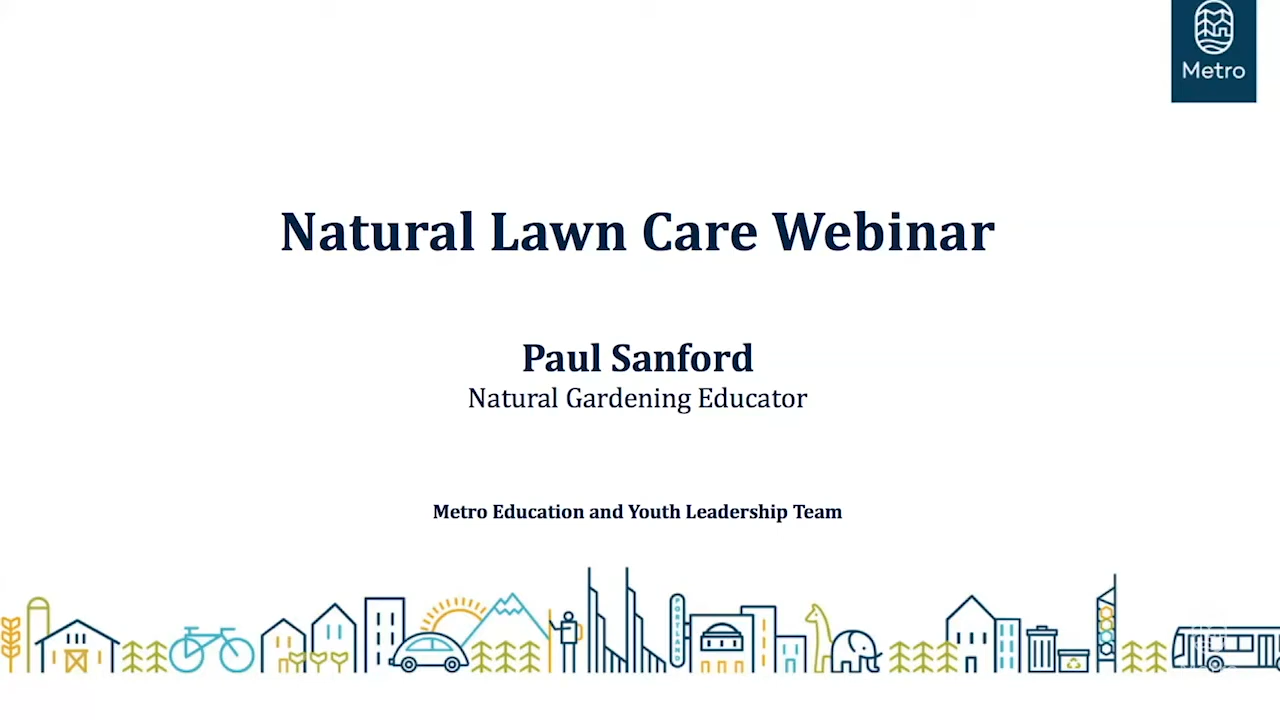 Metro
Natural Lawn Care Webinar
Paul Sanford
Natural Gardening Educator
Metro Education and Youth Leadership Team
PORTLAND